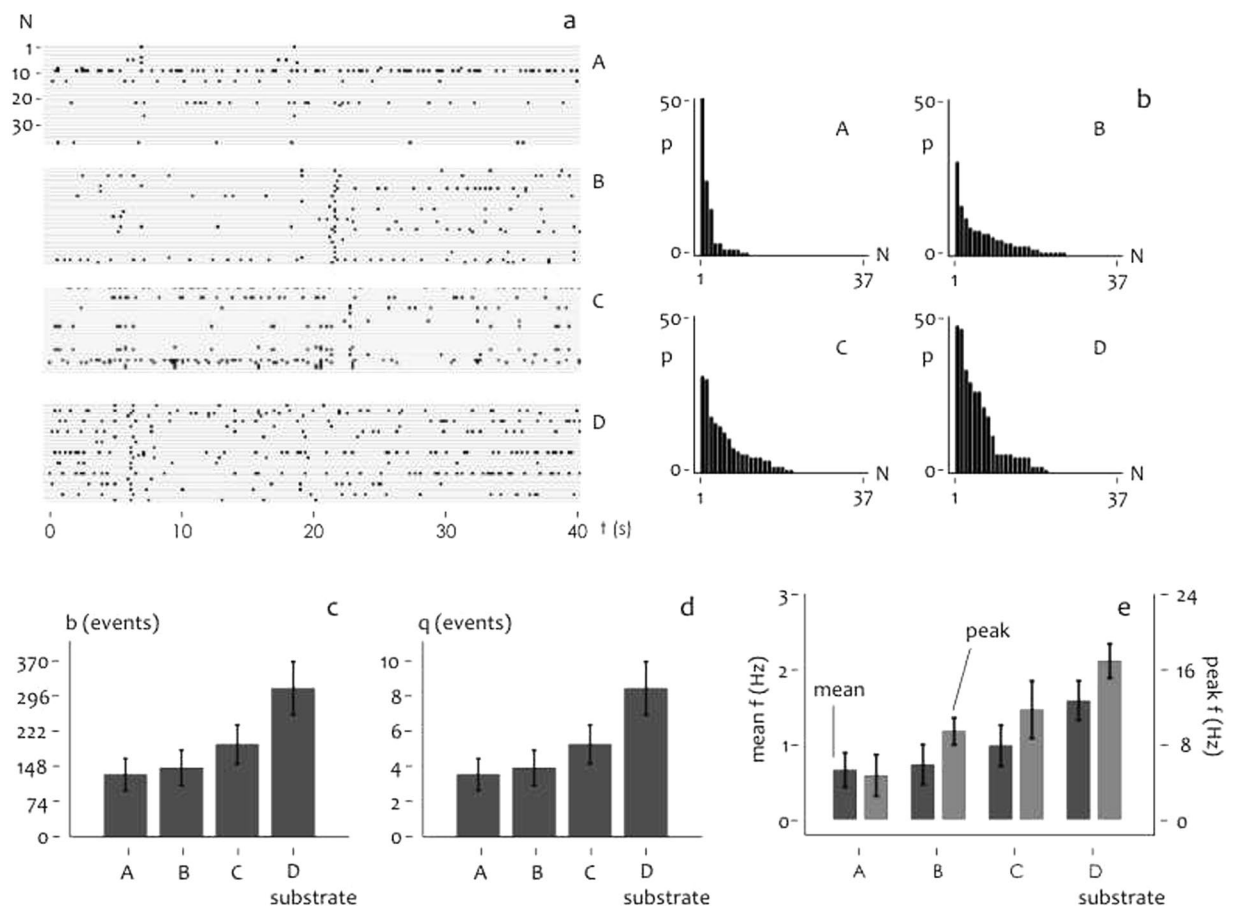 N
a
1
10
20
30
A
B
C
D
0 10 20 30 40 t (s)
b
50 A
p
0 N
1 37
50 B
p
0 N
1 37
50 C
p
0 N
1 37
50 D
p
0 N
1 37
c
b (events)
370
296
222
148
74
0
A B C D
substrate
d
q (events)
10
8
6
4
2
0
A B C D
substrate
e
3
2
1
0
mean f (Hz)
mean
peak
24
16
8
0
peak f (Hz)
A B C D
substrate